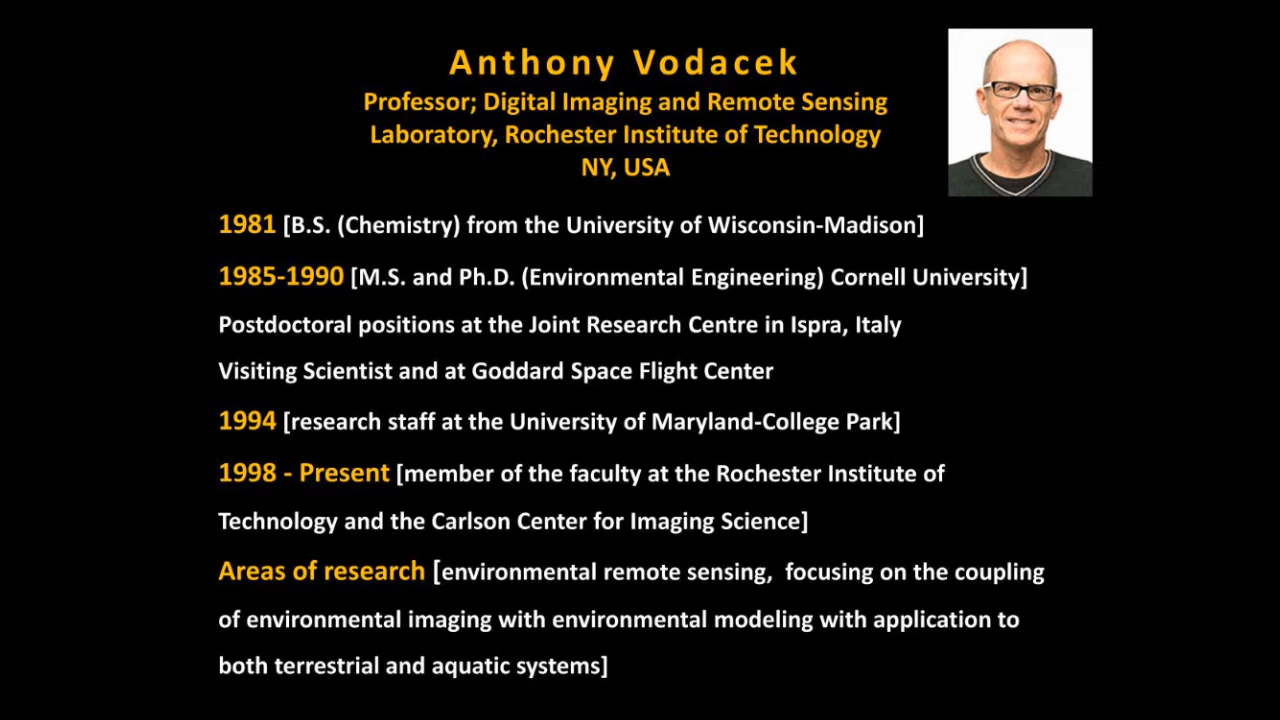 Anthony Vodacek
Professor; Digital Imaging and Remote Sensing
Laboratory, Rochester Institute of Technology
NY, USA
1981 [B.S. (Chemistry) from the University of Wisconsin-Madison]
1985-1990 [M.S. and Ph.D. (Environmental Engineering) Cornell University]
Postdoctoral positions at the Joint Research Centre in Ispra, Italy
Visiting Scientist and at Goddard Space Flight Center
1994 [research staff at the University of Maryland-College Park]
1998 - Present [member of the faculty at the Rochester Institute of
Technology and the Carlson Center for Imaging Science]
Areas of research [environmental remote sensing,  focusing on the coupling
of environmental imaging with environmental modeling with application to
both terrestrial and aquatic systems]